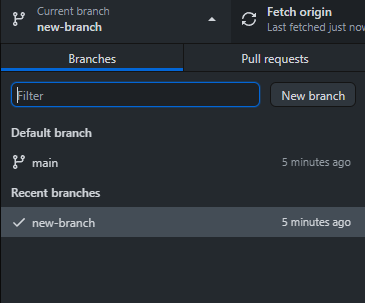 Current branch
new-branch
Fetch origin
Last fetched just now
Branches
Pull requests
Filter
New branch
Default branch
main
5 minutes ago
Recent branches
new-branch
5 minutes ago